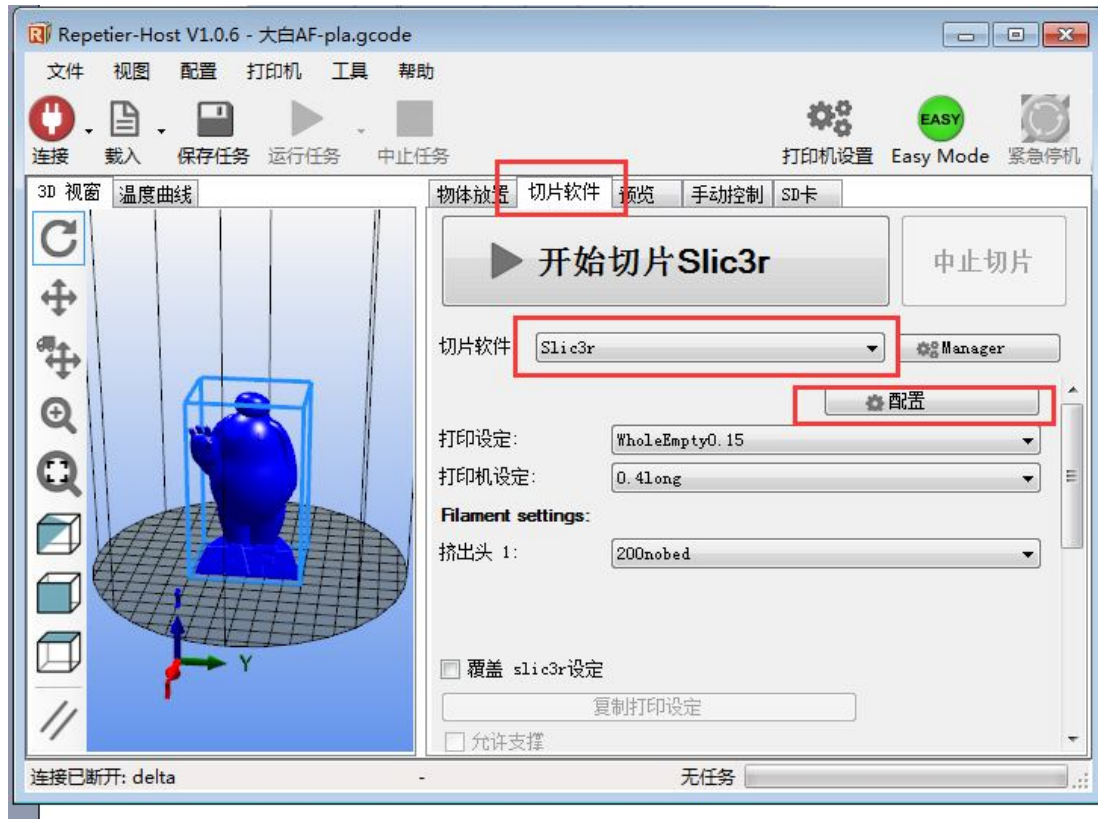 Repetier-Host V1.0.6 - 大白AF-pla.gcode
文件 视图 配置 打印机 工具 帮助
EASY
连接 载入 保存任务 运行任务 中止任务 打印机设置 Easy Mode 紧急停机
3D 视窗 温度曲线 物体放置 切片软件 预览 手动控制 SD卡
开始切片Slic3r 中止切片
切片软件 Slic3r Manager
配置
打印设定: WholeEmpty0.15
打印机设定: 0.4long
Filament settings:
挤出头 1: 200nobed
Y
覆盖 slic3r设定
复制打印设定
允许支撑
连接已断开: delta - 无任务